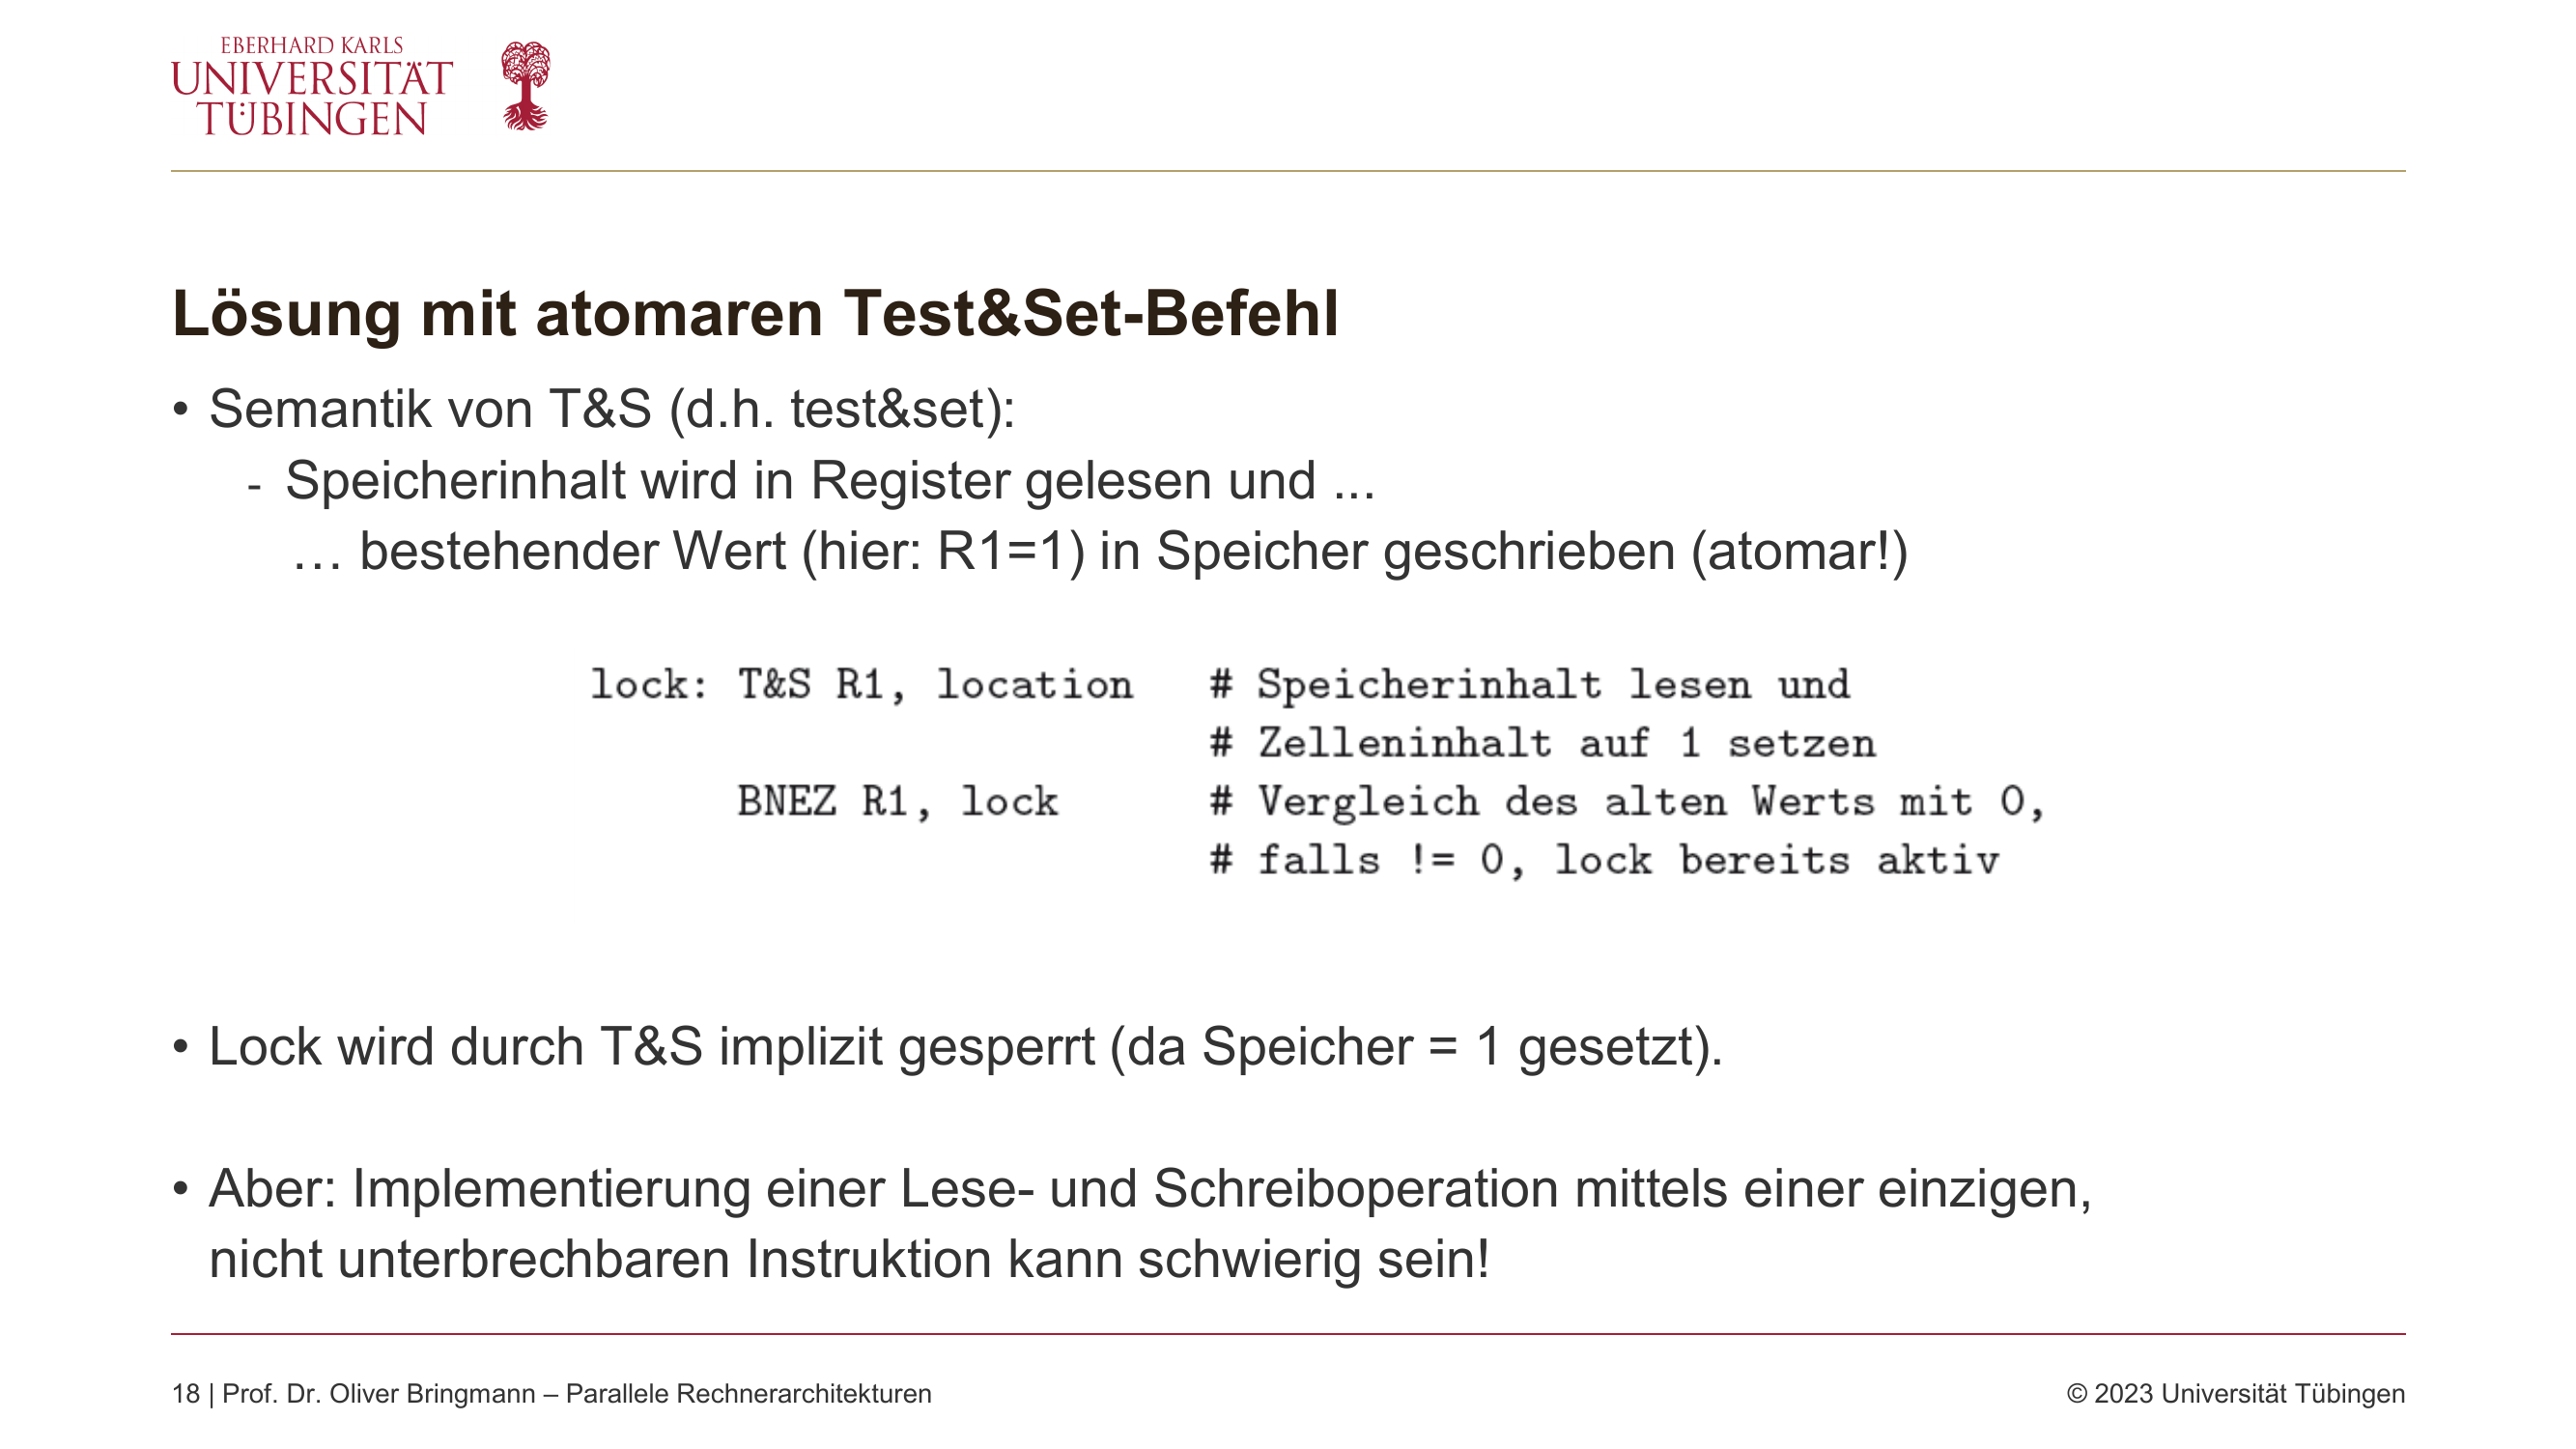 EBERHARD KARLS
UNIVERSITÄT
TÜBINGEN
Lösung mit atomaren Test&Set-Befehl
• Semantik von T&S (d.h. test&set):
- Speicherinhalt wird in Register gelesen und ...
… bestehender Wert (hier: R1=1) in Speicher geschrieben (atomar!)
lock: T&S R1, location # Speicherinhalt lesen und
# Zelleninhalt auf 1 setzen
BNEZ R1, lock # Vergleich des alten Werts mit 0,
# falls != 0, lock bereits aktiv
• Lock wird durch T&S implizit gesperrt (da Speicher = 1 gesetzt).
• Aber: Implementierung einer Lese- und Schreiboperation mittels einer einzigen,
nicht unterbrechbaren Instruktion kann schwierig sein!
18 | Prof. Dr. Oliver Bringmann – Parallele Rechnerarchitekturen © 2023 Universität Tübingen